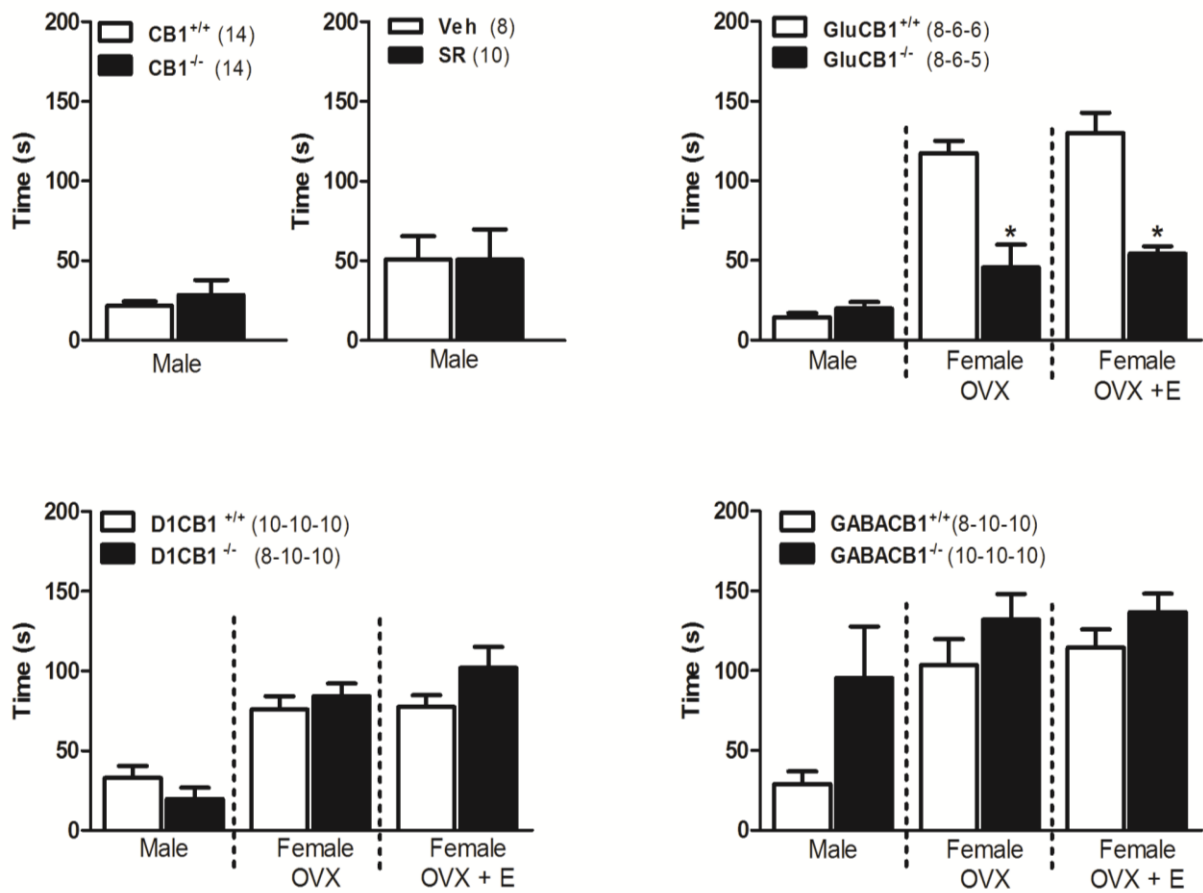 CB1+/+ (14)
CB1-/- (14)
Time (s)
200
150
100
50
0
Male
Veh (8)
SR (10)
Time (s)
200
150
100
50
0
Male
GluCB1+/+ (8-6-6)
GluCB1-/- (8-6-5)
Time (s)
200
150
100
50
0
*
*
Male
Female
OVX
Female
OVX +E
D1CB1 +/+ (10-10-10)
D1CB1 -/- (8-10-10)
Time (s)
200
150
100
50
0
Male
Female
OVX
Female
OVX + E
GABACB1+/+(8-10-10)
GABACB1-/- (10-10-10)
Time (s)
200
150
100
50
0
Male
Female
OVX
Female
OVX + E